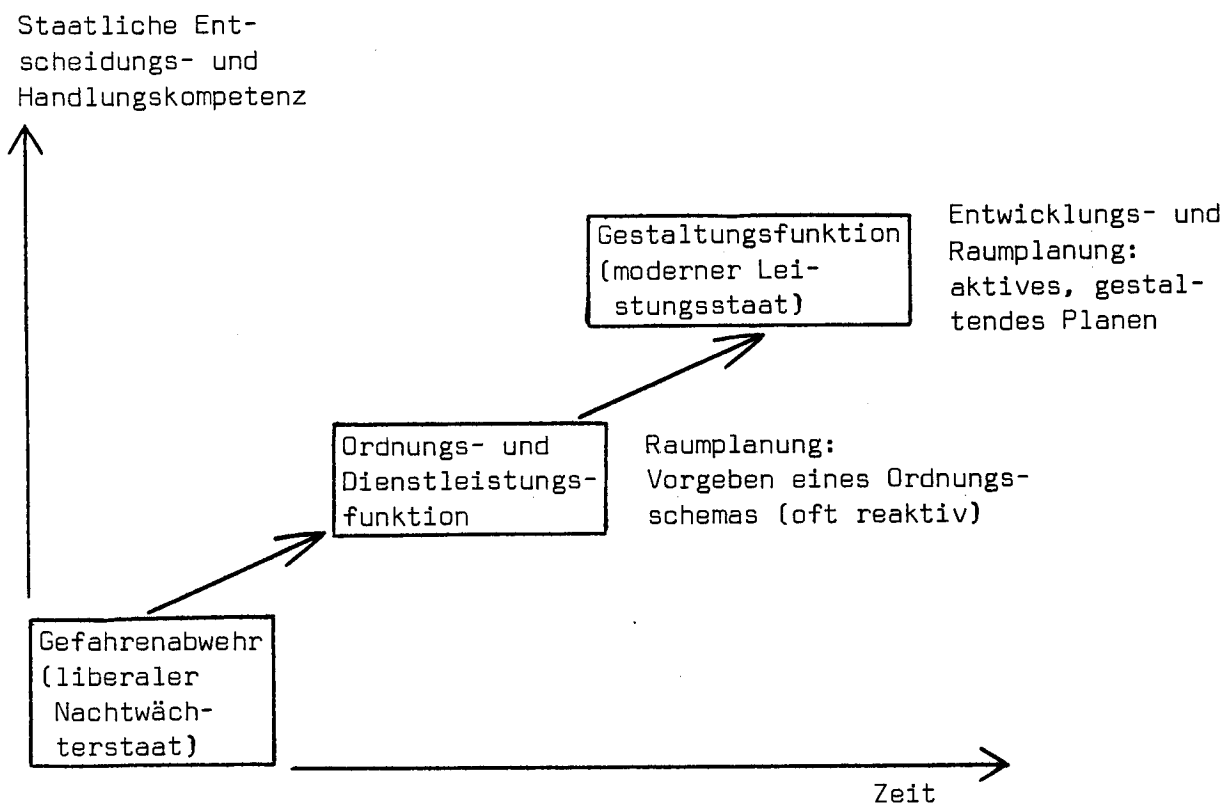 Staatliche Ent-
scheidungs- und
Handlungskompetenz
Gestaltungsfunktion
(moderner Lei-
stungsstaat)
Entwicklungs- und
Raumplanung:
aktives, gestal-
tendes Planen
Ordnungs- und
Dienstleistungs-
funktion
Raumplanung:
Vorgeben eines Ordnungs-
schemas (oft reaktiv)
Gefahrenabwehr
(liberaler
Nachtwäch-
terstaat)
Zeit